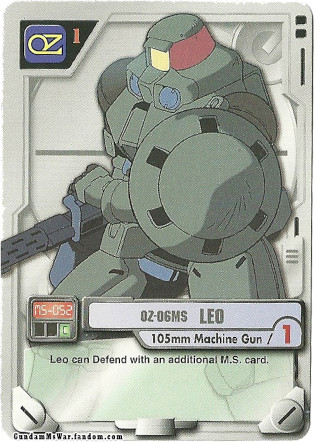 OZ 1
MS-052
C
OZ-06MS LEO
105mm Machine Gun / 1
Leo can Defend with an additional M.S. card.
GundamMsWar.fandom.com